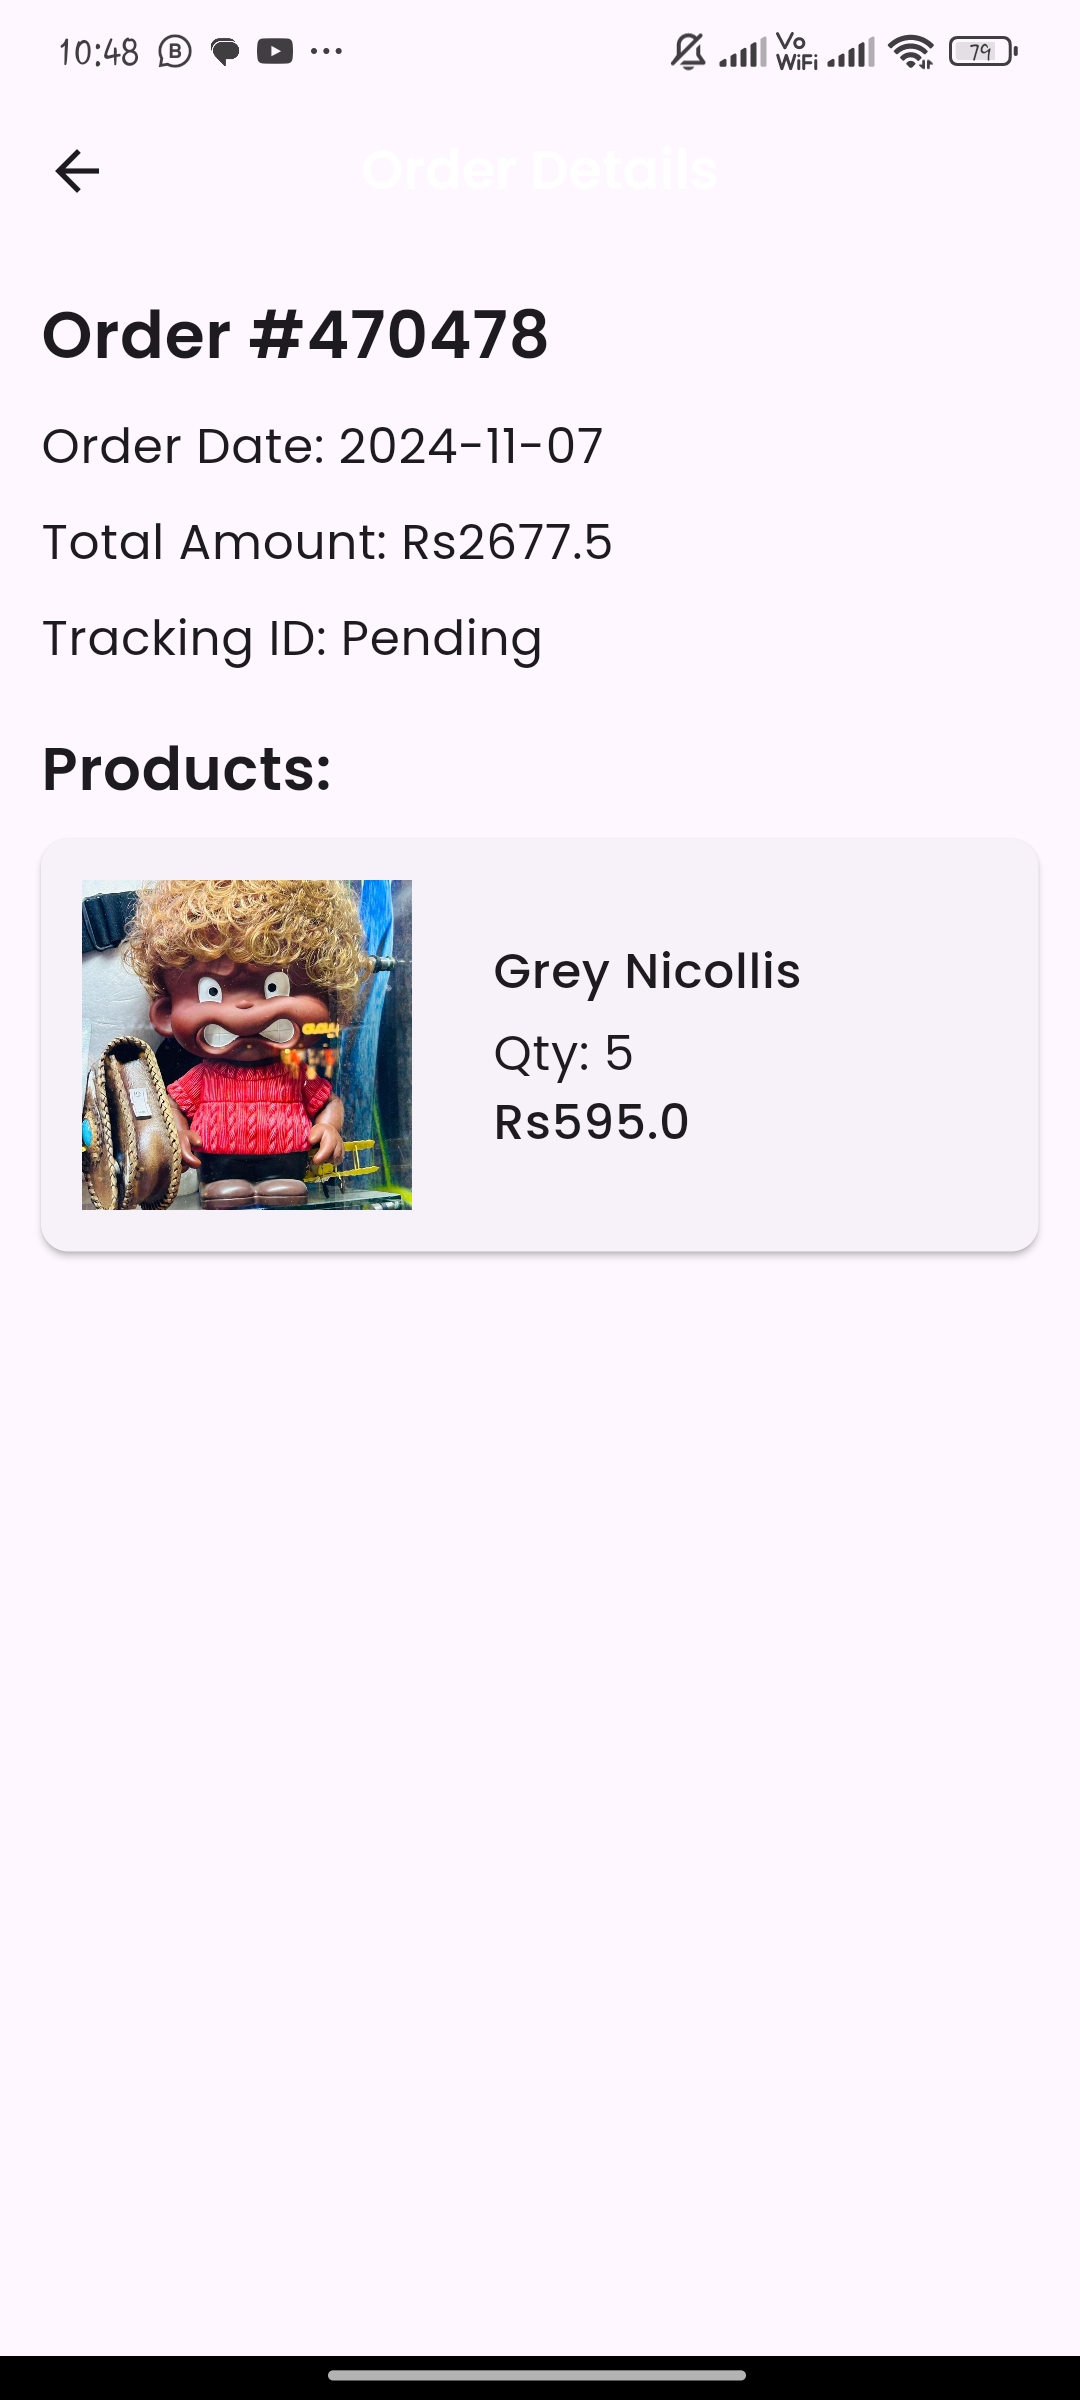 10:48
Vo
WiFi
79
Order Details
Order #470478
Order Date: 2024-11-07
Total Amount: Rs2677.5
Tracking ID: Pending
Products:
Grey Nicollis
Qty: 5
Rs595.0